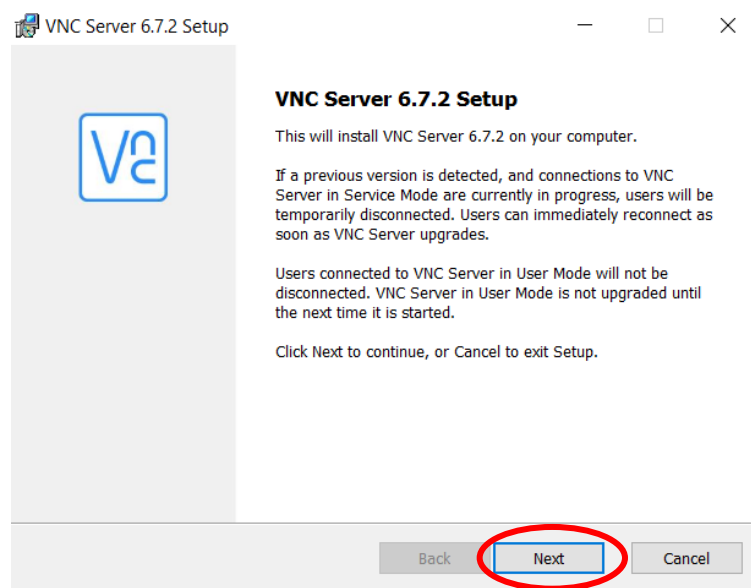 VNC Server 6.7.2 Setup
VNC
VNC Server 6.7.2 Setup
This will install VNC Server 6.7.2 on your computer.
If a previous version is detected, and connections to VNC
Server in Service Mode are currently in progress, users will be
temporarily disconnected. Users can immediately reconnect as
soon as VNC Server upgrades.
Users connected to VNC Server in User Mode will not be
disconnected. VNC Server in User Mode is not upgraded until
the next time it is started.
Click Next to continue, or Cancel to exit Setup.
Back Next Cancel